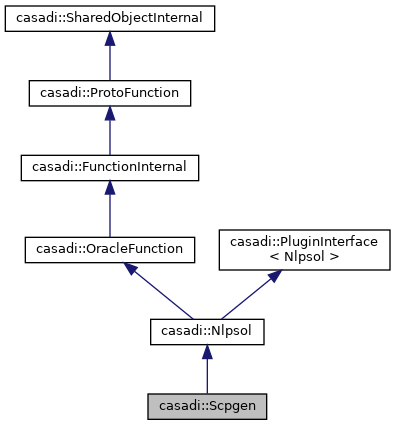 casadi::SharedObjectInternal
casadi::ProtoFunction
casadi::FunctionInternal
casadi::OracleFunction
casadi::PluginInterface
< Nlpsol >
casadi::Nlpsol
casadi::Scpgen